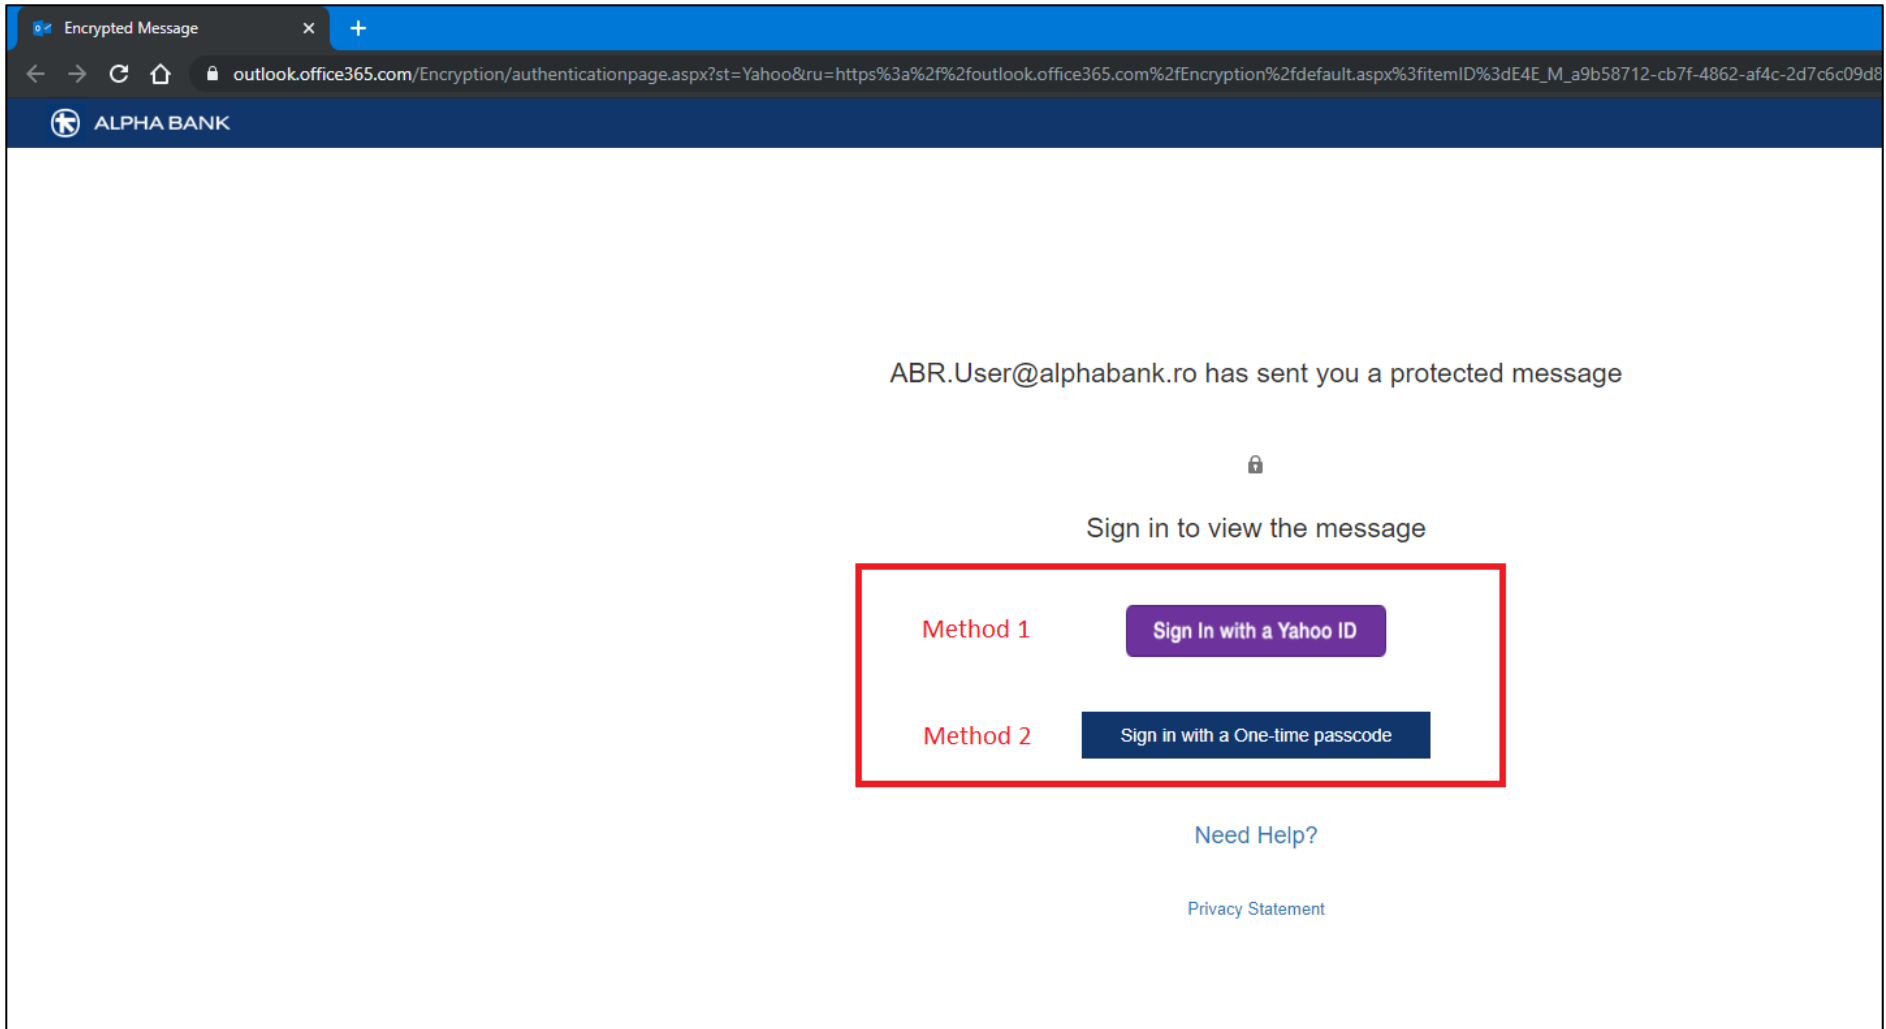 Encrypted Message
outlook.office365.com/Encryption/authenticationpage.aspx?st=Yahoo&ru=https%3a%2f%2foutlook.office365.com%2fEncryption%2fdefault.aspx%3fitemID%3dE4E_M_a9b58712-cb7f-4862-af4c-2d7c6c09d8
ALPHA BANK
ABR.User@alphabank.ro has sent you a protected message
Sign in to view the message
Method 1 Sign In with a Yahoo ID
Method 2 Sign in with a One-time passcode
Need Help?
Privacy Statement